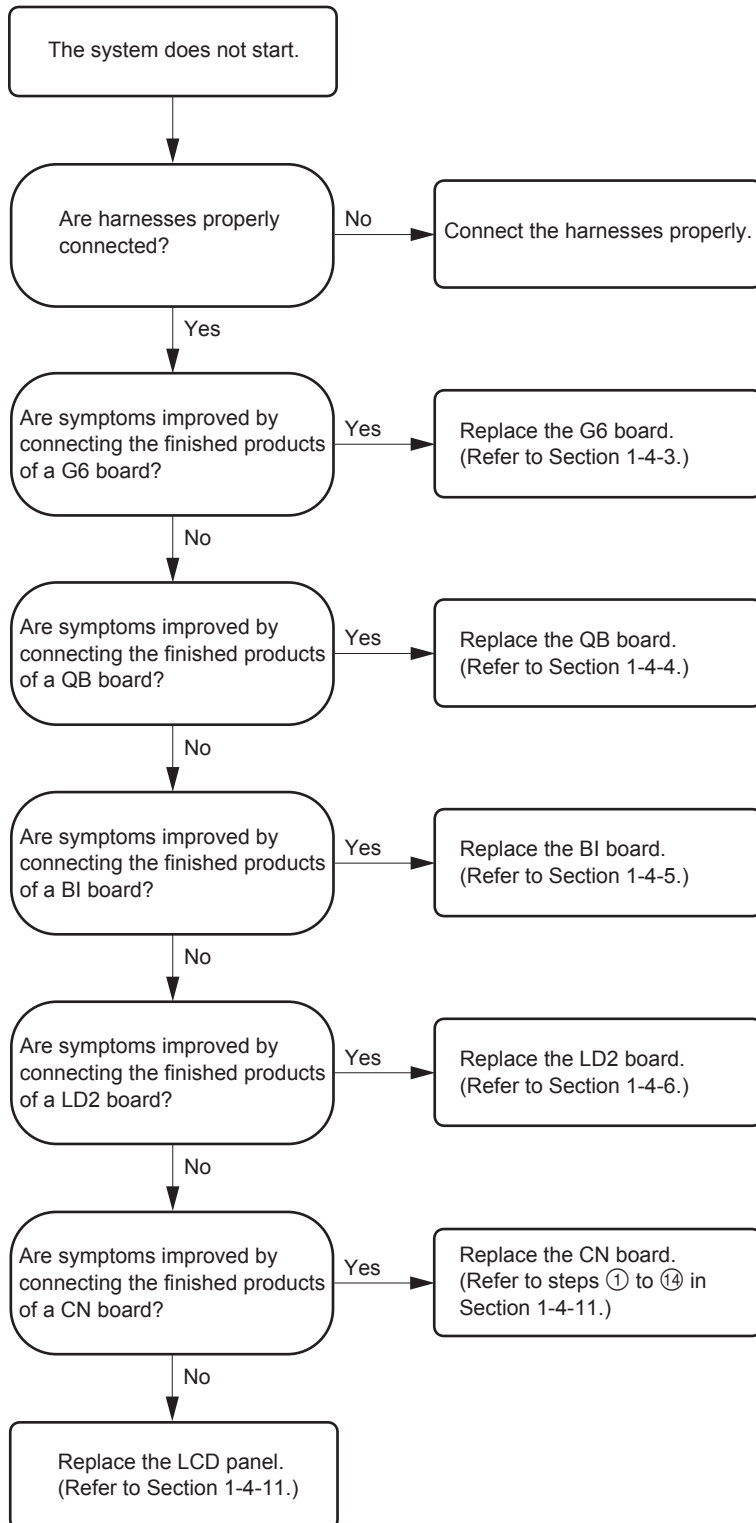 The system does not start.
Are harnesses properly
connected?
No
Connect the harnesses properly.
Yes
Are symptoms improved by
connecting the finished products
of a G6 board?
Yes
Replace the G6 board.
(Refer to Section 1-4-3.)
No
Are symptoms improved by
connecting the finished products
of a QB board?
Yes
Replace the QB board.
(Refer to Section 1-4-4.)
No
Are symptoms improved by
connecting the finished products
of a BI board?
Yes
Replace the BI board.
(Refer to Section 1-4-5.)
No
Are symptoms improved by
connecting the finished products
of a LD2 board?
Yes
Replace the LD2 board.
(Refer to Section 1-4-6.)
No
Are symptoms improved by
connecting the finished products
of a CN board?
Yes
Replace the CN board.
(Refer to steps ① to ⑭ in
Section 1-4-11.)
No
Replace the LCD panel.
(Refer to Section 1-4-11.)